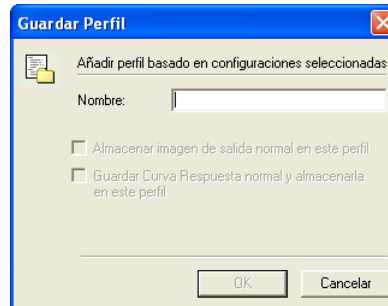 Guardar Perfil
Añadir perfil basado en configuraciones seleccionadas
Nombre:
Almacenar imagen de salida normal en este perfil
Guardar Curva Respuesta normal y almacenarla
en este perfil
OK
Cancelar